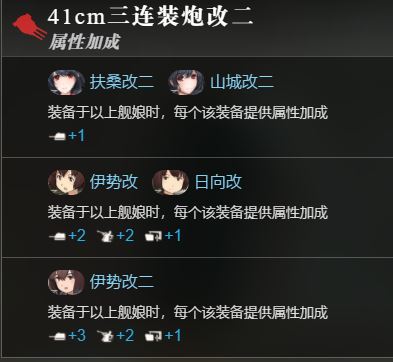 41cm三连装炮改二
属性加成
扶桑改二 山城改二
装备于以上舰娘时，每个该装备提供属性加成
+1
伊势改 日向改
装备于以上舰娘时，每个该装备提供属性加成
+2 +2 +1
伊势改二
装备于以上舰娘时，每个该装备提供属性加成
+3 +2 +1